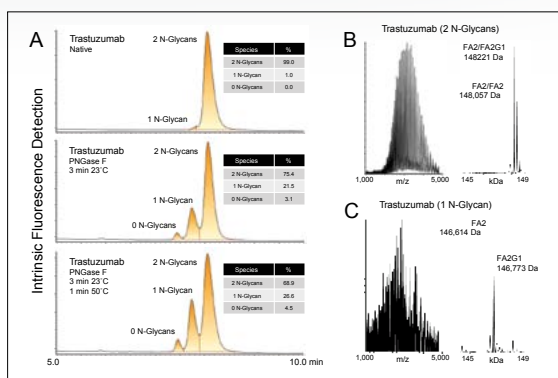 A
Intrinsic Fluorescence Detection
Trastuzumab
Native
2 N-Glycans
1 N-Glycan
Species %
2 N-Glycans 99.0
1 N-Glycan 1.0
0 N-Glycans 0.0
Trastuzumab
PNGase F
3 min 23°C
2 N-Glycans
1 N-Glycan
0 N-Glycans
Species %
2 N-Glycans 75.4
1 N-Glycan 21.5
0 N-Glycans 3.1
Trastuzumab
PNGase F
3 min 23°C
1 min 50°C
2 N-Glycans
1 N-Glycan
0 N-Glycans
Species %
2 N-Glycans 68.9
1 N-Glycan 26.6
0 N-Glycans 4.5
5.0
10.0 min
B
Trastuzumab (2 N-Glycans)
FA2/FA2G1
148221 Da
FA2/FA2
148,057 Da
1,000 m/z 5,000
145 kDa 149
C
Trastuzumab (1 N-Glycan)
FA2
146,614 Da
FA2G1
146,773 Da
1,000 m/z 5,000
145 kDa 149